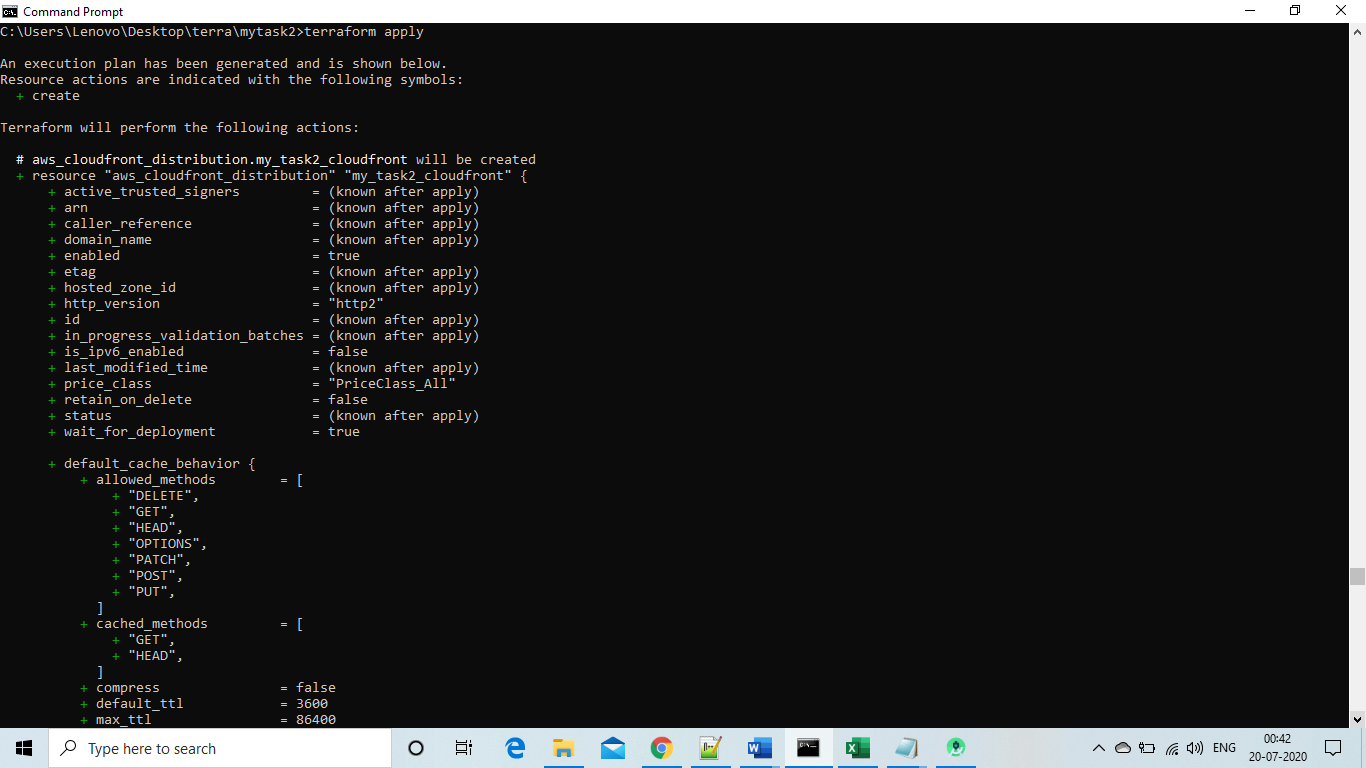 Command Prompt
C:\Users\Lenovo\Desktop\terra\mytask2>terraform apply
An execution plan has been generated and is shown below.
Resource actions are indicated with the following symbols:
+ create
Terraform will perform the following actions:
# aws_cloudfront_distribution.my_task2_cloudfront will be created
+ resource "aws_cloudfront_distribution" "my_task2_cloudfront" {
+ active_trusted_signers = (known after apply)
+ arn = (known after apply)
+ caller_reference = (known after apply)
+ domain_name = (known after apply)
+ enabled = true
+ etag = (known after apply)
+ hosted_zone_id = (known after apply)
+ http_version = "http2"
+ id = (known after apply)
+ in_progress_validation_batches = (known after apply)
+ is_ipv6_enabled = false
+ last_modified_time = (known after apply)
+ price_class = "PriceClass_All"
+ retain_on_delete = false
+ status = (known after apply)
+ wait_for_deployment = true
+ default_cache_behavior {
+ allowed_methods = [
+ "DELETE",
+ "GET",
+ "HEAD",
+ "OPTIONS",
+ "PATCH",
+ "POST",
+ "PUT",
]
+ cached_methods = [
+ "GET",
+ "HEAD",
]
+ compress = false
+ default_ttl = 3600
+ max_ttl = 86400
Type here to search
ENG
00:42
20-07-2020